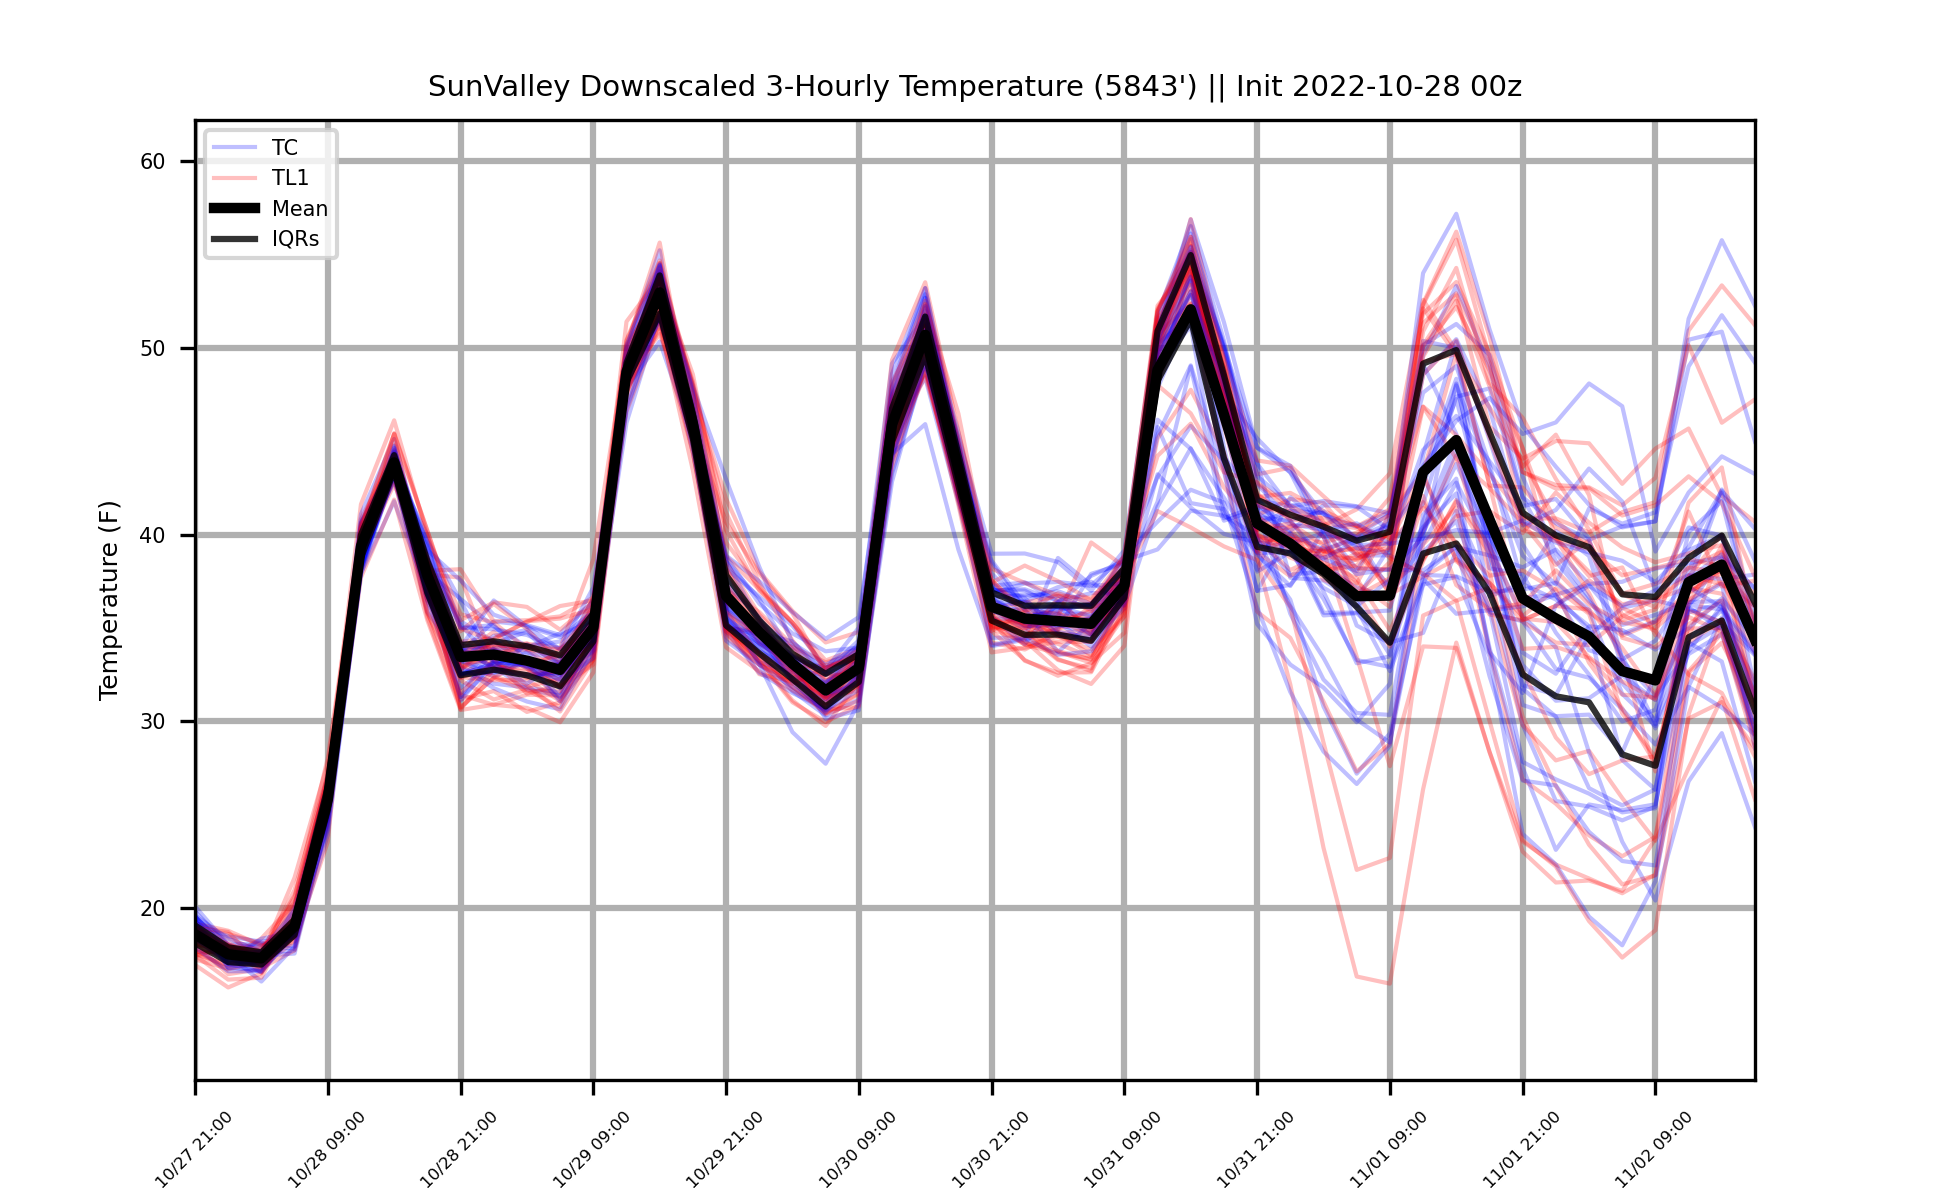 SunValley Downscaled 3-Hourly Temperature (5843') || Init 2022-10-28 00z
TC
TL1
Mean
IQRs
Temperature (F)
60
50
40
30
20
10/27 21:00
10/28 09:00
10/28 21:00
10/29 09:00
10/29 21:00
10/30 09:00
10/30 21:00
10/31 09:00
10/31 21:00
11/01 09:00
11/01 21:00
11/02 09:00